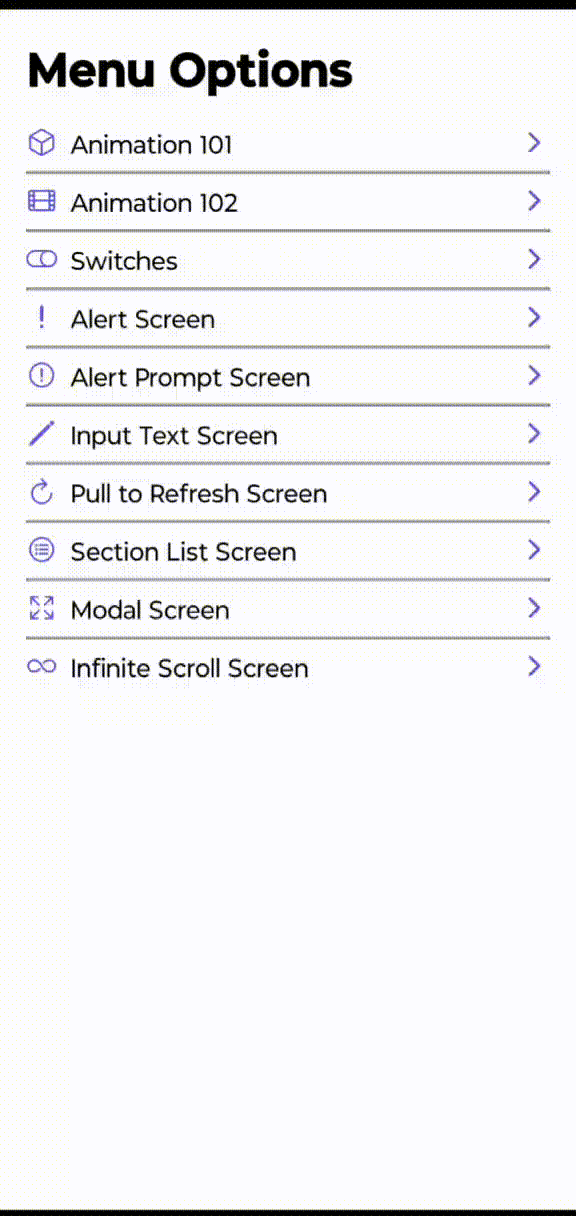 Menu Options
Animation 101
Animation 102
Switches
Alert Screen
Alert Prompt Screen
Input Text Screen
Pull to Refresh Screen
Section List Screen
Modal Screen
Infinite Scroll Screen